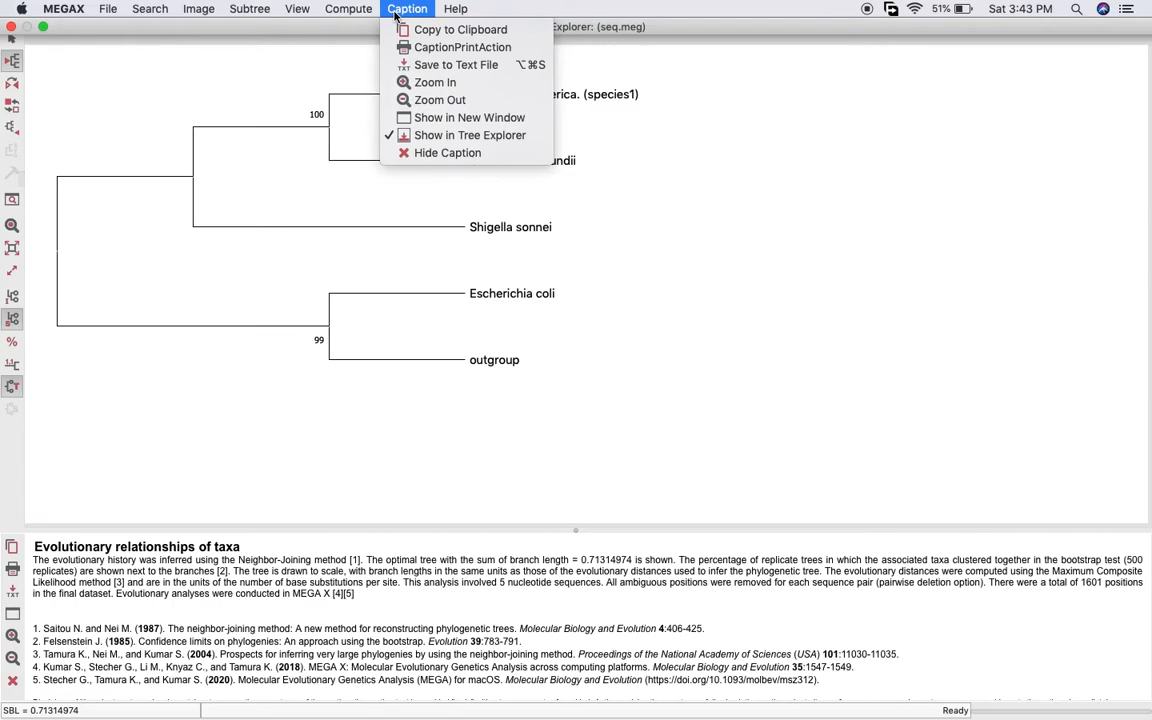 MEGAX File Search Image Subtree View Compute Caption Help 51% Sat 3:43 PM
Explorer: (seq.meg)
Copy to Clipboard
CaptionPrintAction
Save to Text File ⌥⌘S
Zoom In
Zoom Out
Show in New Window
Show in Tree Explorer
Hide Caption
erica. (species1)
100
undii
Shigella sonnei
Escherichia coli
99
outgroup
Evolutionary relationships of taxa
The evolutionary history was inferred using the Neighbor-Joining method [1]. The optimal tree with the sum of branch length = 0.71314974 is shown. The percentage of replicate trees in which the associated taxa clustered together in the bootstrap test (500
replicates) are shown next to the branches [2]. The tree is drawn to scale, with branch lengths in the same units as those of the evolutionary distances used to infer the phylogenetic tree. The evolutionary distances were computed using the Maximum Composite
Likelihood method [3] and are in the units of the number of base substitutions per site. This analysis involved 5 nucleotide sequences. All ambiguous positions were removed for each sequence pair (pairwise deletion option). There were a total of 1601 positions
in the final dataset. Evolutionary analyses were conducted in MEGA X [4][5]
1. Saitou N. and Nei M. (1987). The neighbor-joining method: A new method for reconstructing phylogenetic trees. Molecular Biology and Evolution 4:406-425.
2. Felsenstein J. (1985). Confidence limits on phylogenies: An approach using the bootstrap. Evolution 39:783-791.
3. Tamura K., Nei M., and Kumar S. (2004). Prospects for inferring very large phylogenies by using the neighbor-joining method. Proceedings of the National Academy of Sciences (USA) 101:11030-11035.
4. Kumar S., Stecher G., Li M., Knyaz C., and Tamura K. (2018). MEGA X: Molecular Evolutionary Genetics Analysis across computing platforms. Molecular Biology and Evolution 35:1547-1549.
5. Stecher G., Tamura K., and Kumar S. (2020). Molecular Evolutionary Genetics Analysis (MEGA) for macOS. Molecular Biology and Evolution (https://doi.org/10.1093/molbev/msz312).
SBL = 0.71314974
Ready